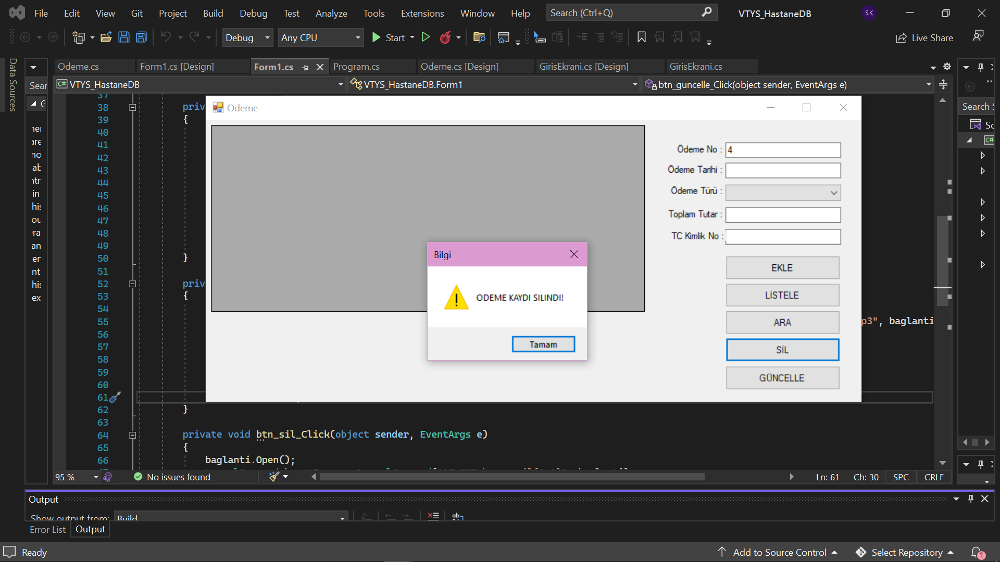 File Edit View Git Project Build Debug Test Analyze Tools Extensions Window Help Search (Ctrl+Q) VTYS_HastaneDB SK
Debug Any CPU Start Live Share
Data Sources
Odeme.cs Form1.cs [Design] Form1.cs Program.cs Odeme.cs [Design] GirisEkrani.cs [Design] GirisEkrani.cs
C# VTYS_HastaneDB VTYS_HastaneDB.Form1 btn_guncelle_Click(object sender, EventArgs e)
Search
37
38 priv
39 {
40
41
42
43
44
45
46
47
48
49
50 }
51
52 priv
53 {
54
55 p3", baglanti
56
57
58
59
60
61
62 }
63
64 private void btn_sil_Click(object sender, EventArgs e)
65 {
66 baglanti.Open();
Odeme
Ödeme No : 4
Ödeme Tarihi :
Ödeme Türü :
Toplam Tutar :
TC Kimlik No :
EKLE
LİSTELE
ARA
SİL
GÜNCELLE
Bilgi
ODEME KAYDI SILINDI!
Tamam
95 % No issues found Ln: 61 Ch: 30 SPC CRLF
Output
Show output from: Build
Error List Output
Ready Add to Source Control Select Repository 1